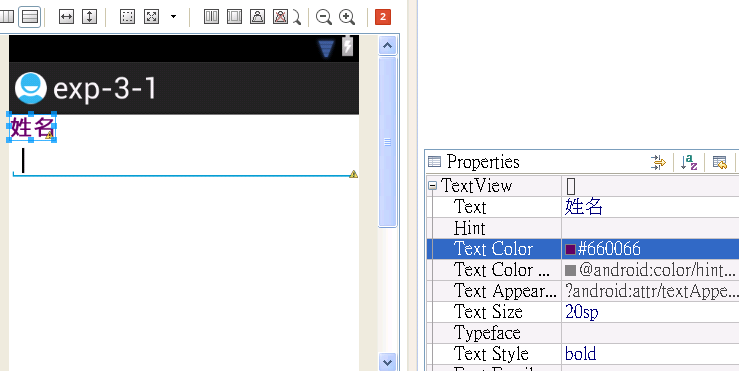 2
exp-3-1
姓名
Properties
TextView []
Text 姓名
Hint
Text Color #660066
Text Color ... @android:color/hint...
Text Appear... ?android:attr/textAppe...
Text Size 20sp
Typeface
Text Style bold